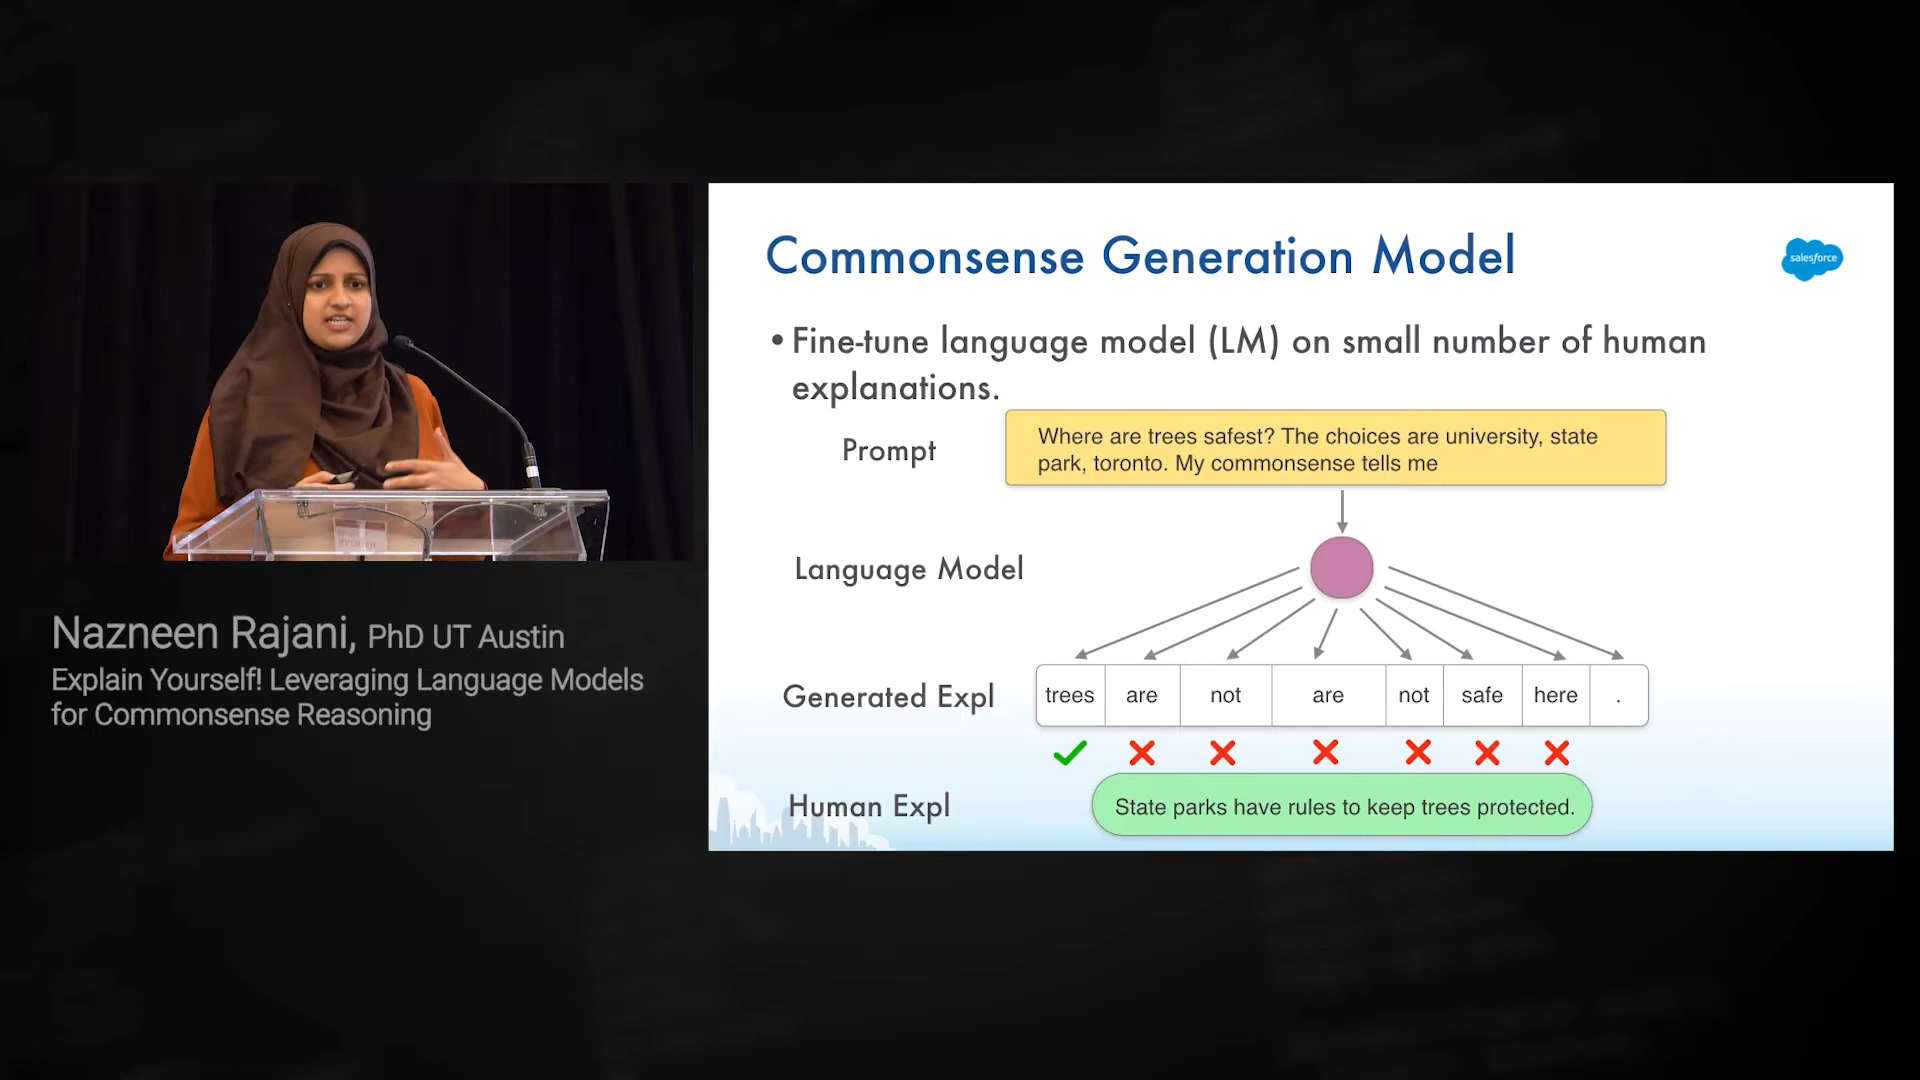 Commonsense Generation Model
salesforce
• Fine-tune language model (LM) on small number of human
explanations.
Prompt
Where are trees safest? The choices are university, state
park, toronto. My commonsense tells me
Language Model
Generated Expl
trees are not are not safe here .
Human Expl
State parks have rules to keep trees protected.
Nazneen Rajani, PhD UT Austin
Explain Yourself! Leveraging Language Models
for Commonsense Reasoning